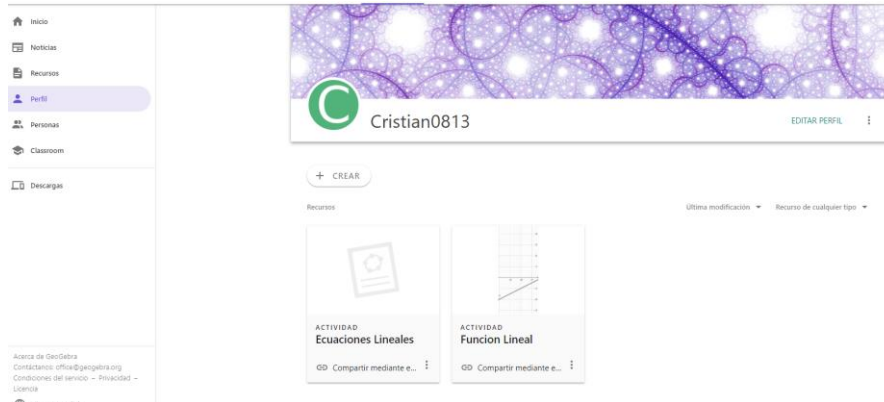 Inicio
Noticias
Recursos
Perfil
Personas
Classroom
Descargas
Acerca de GeoGebra
Contáctanos: office@geogebra.org
Condiciones del servicio – Privacidad –
Licencia
C
Cristian0813
EDITAR PERFIL
+ CREAR
Recursos
Última modificación
Recurso de cualquier tipo
ACTIVIDAD
Ecuaciones Lineales
Compartir mediante e...
ACTIVIDAD
Funcion Lineal
Compartir mediante e...